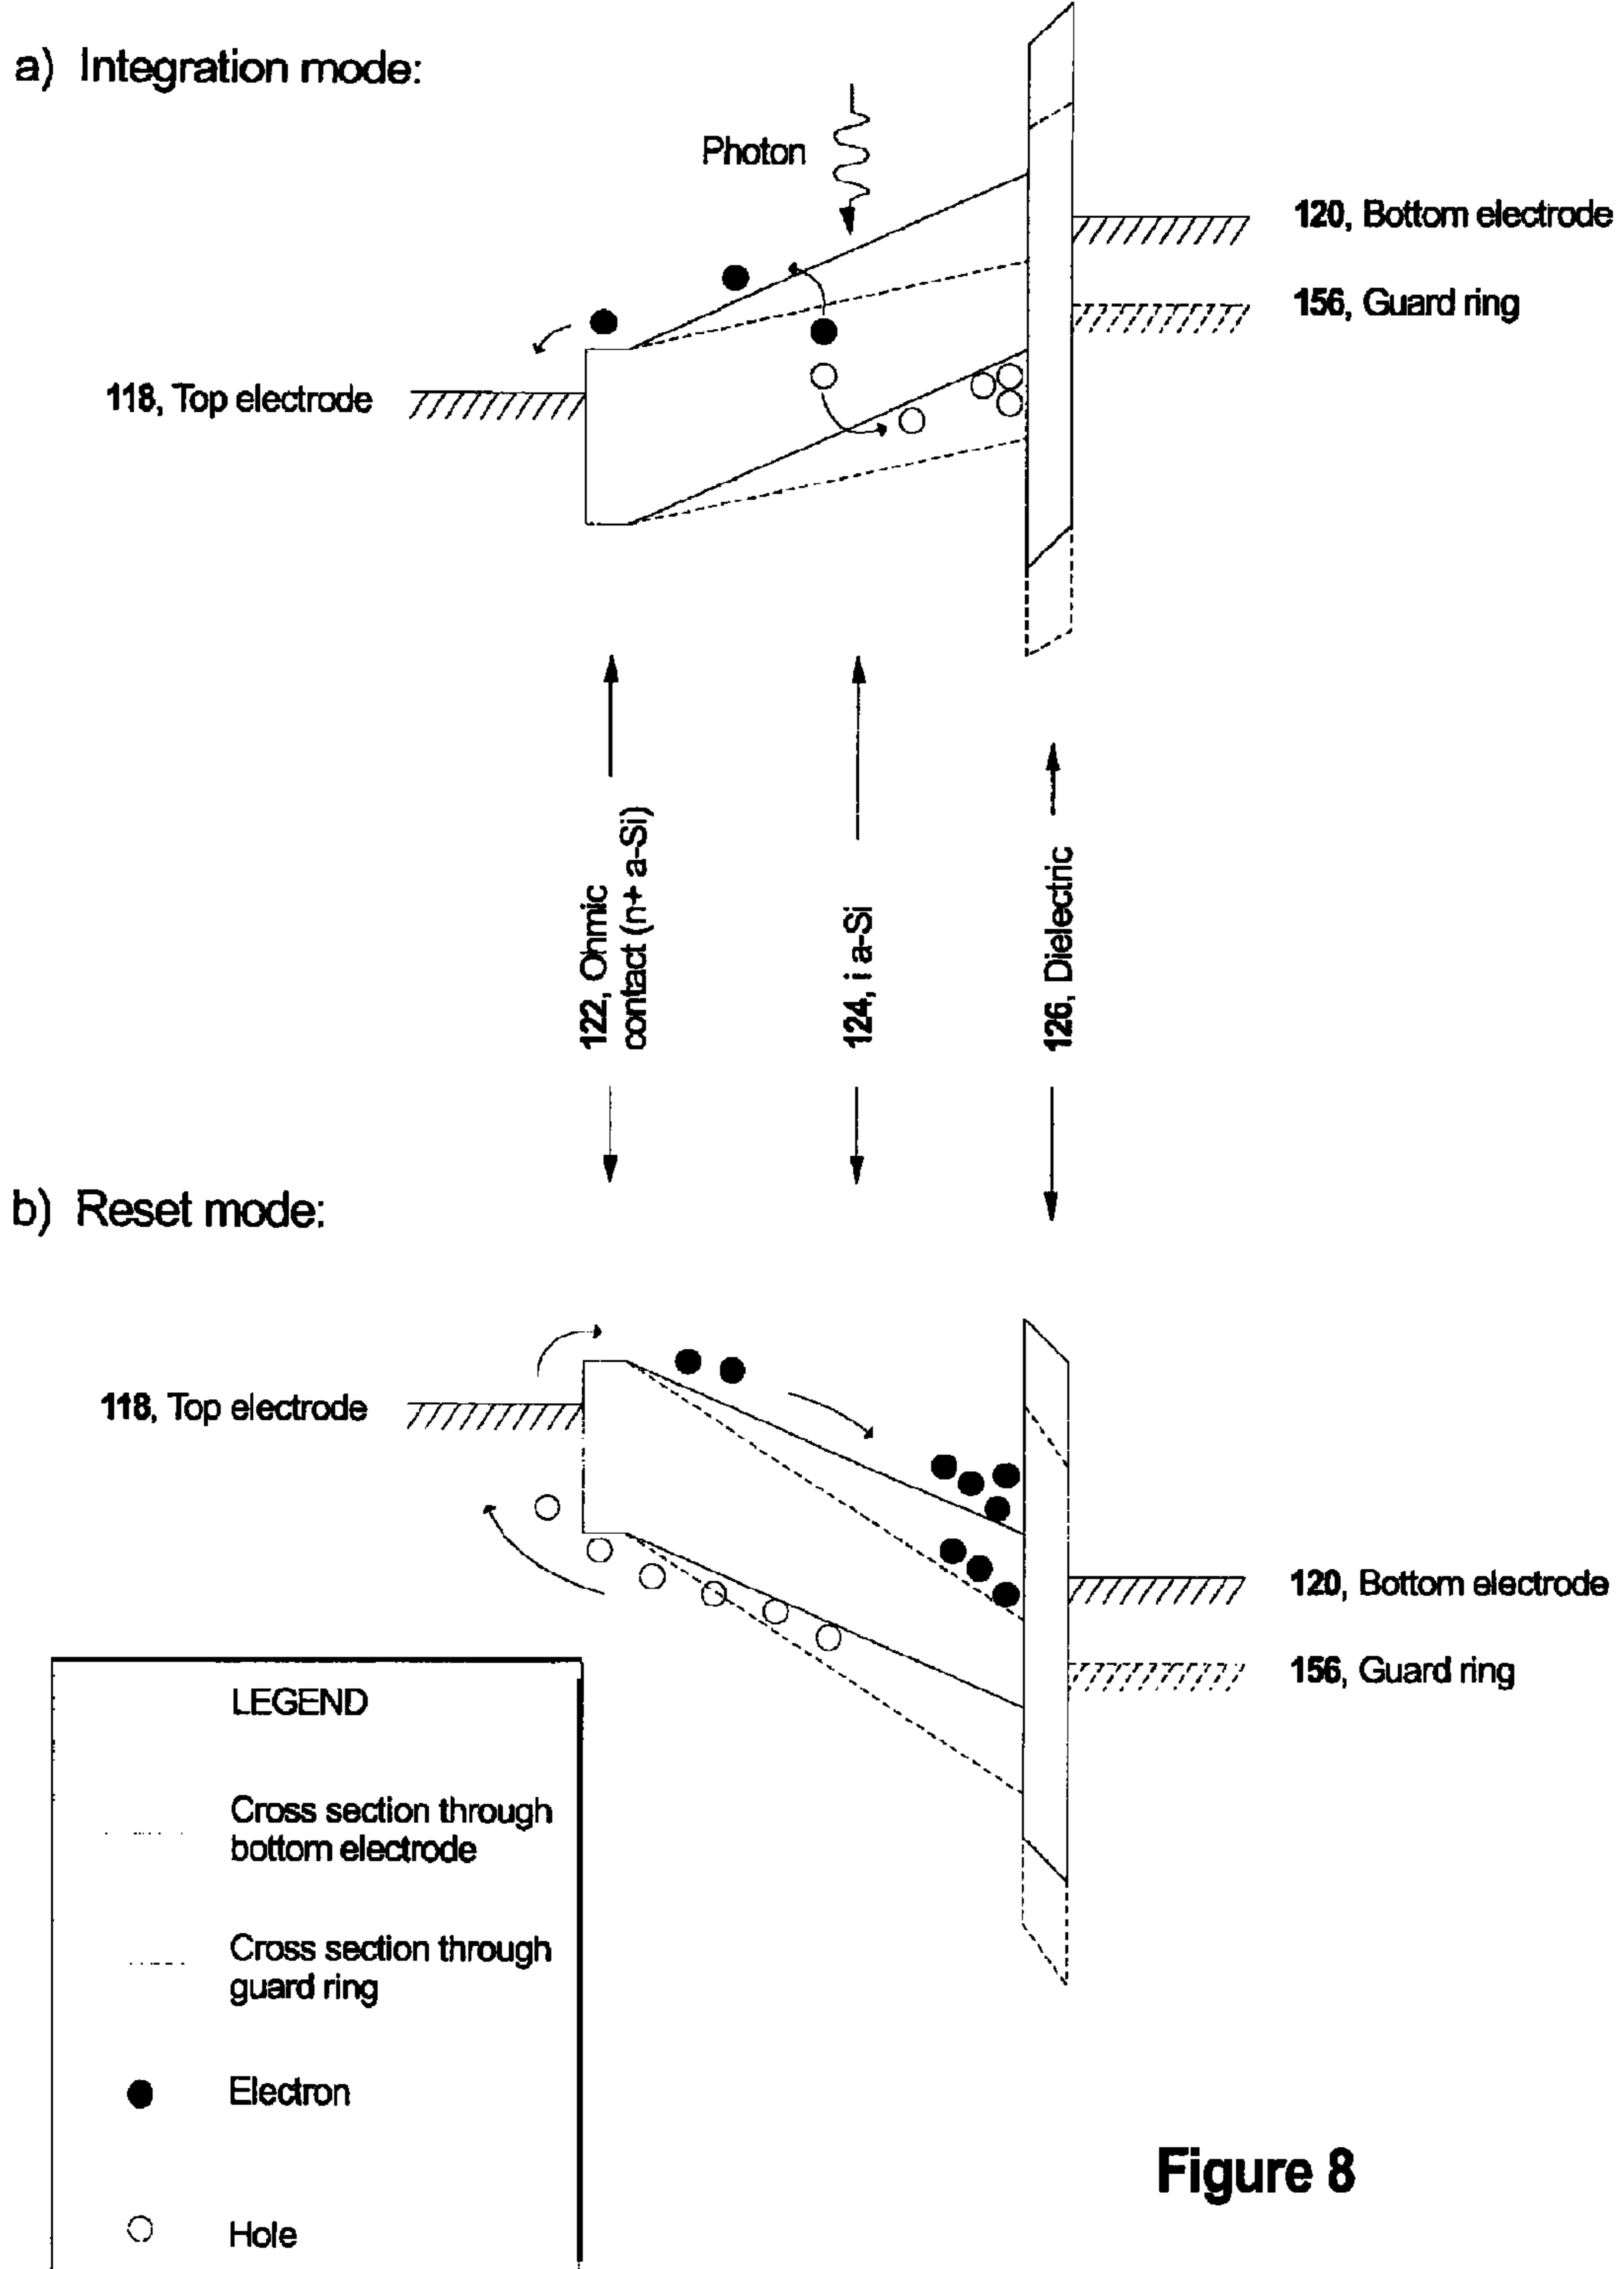 a) Integration mode:
Photon
120, Bottom electrode
156, Guard ring
118, Top electrode
122, Ohmic
contact (n+ a-Si)
124, i a-Si
126, Dielectric
b) Reset mode:
118, Top electrode
120, Bottom electrode
156, Guard ring
LEGEND
Cross section through
bottom electrode
Cross section through
guard ring
Electron
Hole
Figure 8